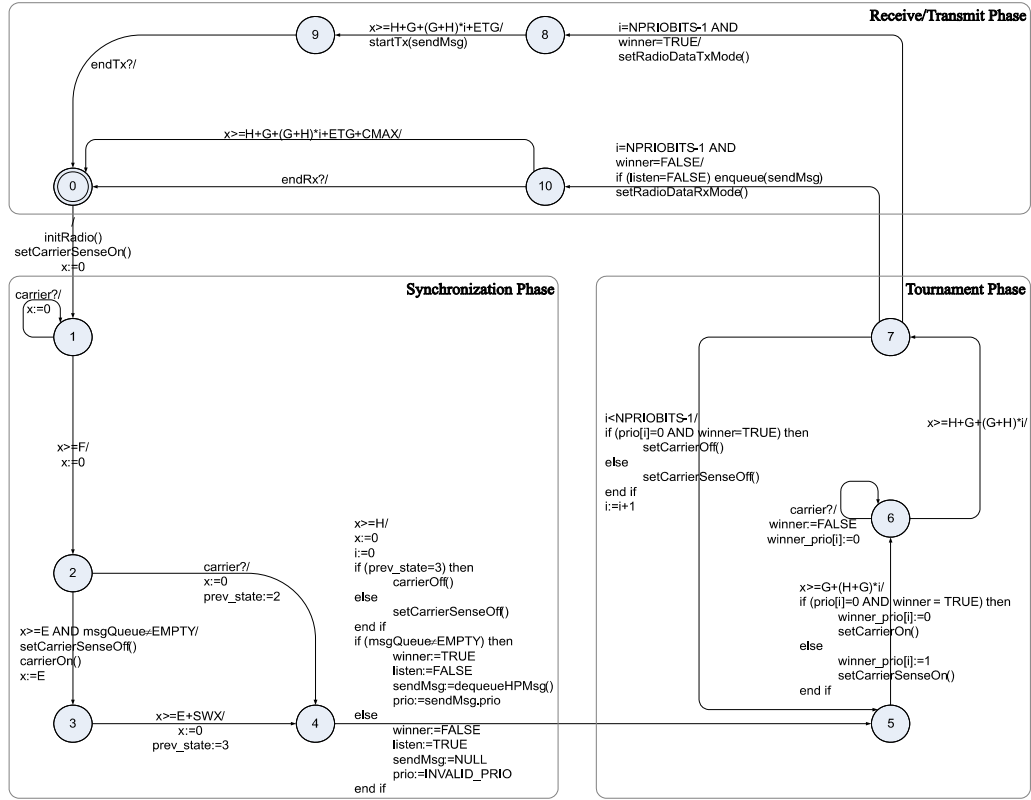 Receive/Transmit Phase
9
x>=H+G+(G+H)*i+ETG/
startTx(sendMsg)
8
i=NPRIOBITS-1 AND
winner=TRUE/
setRadioDataTxMode()
endTx?/
x>=H+G+(G+H)*i+ETG+CMAX/
i=NPRIOBITS-1 AND
winner=FALSE/
if (listen=FALSE) enqueue(sendMsg)
setRadioDataRxMode()
0
endRx?/
10
/
initRadio()
setCarrierSenseOn()
x:=0
Synchronization Phase
carrier?/
x:=0
1
x>=F/
x:=0
2
carrier?/
x:=0
prev_state:=2
x>=E AND msgQueue≠EMPTY/
setCarrierSenseOff()
carrierOn()
x:=E
3
x>=E+SWX/
x:=0
prev_state:=3
4
x>=H/
x:=0
i:=0
if (prev_state=3) then
carrierOff()
else
setCarrierSenseOff()
end if
if (msgQueue≠EMPTY) then
winner:=TRUE
listen:=FALSE
sendMsg:=dequeueHPMsg()
prio:=sendMsg.prio
else
winner:=FALSE
listen:=TRUE
sendMsg:=NULL
prio:=INVALID_PRIO
end if
Tournament Phase
7
i<NPRIOBITS-1/
if (prio[i]=0 AND winner=TRUE) then
setCarrierOff()
else
setCarrierSenseOff()
end if
i:=i+1
x>=H+G+(G+H)*i/
carrier?/
winner:=FALSE
winner_prio[i]:=0
6
x>=G+(H+G)*i/
if (prio[i]=0 AND winner = TRUE) then
winner_prio[i]:=0
setCarrierOn()
else
winner_prio[i]:=1
setCarrierSenseOn()
end if
5